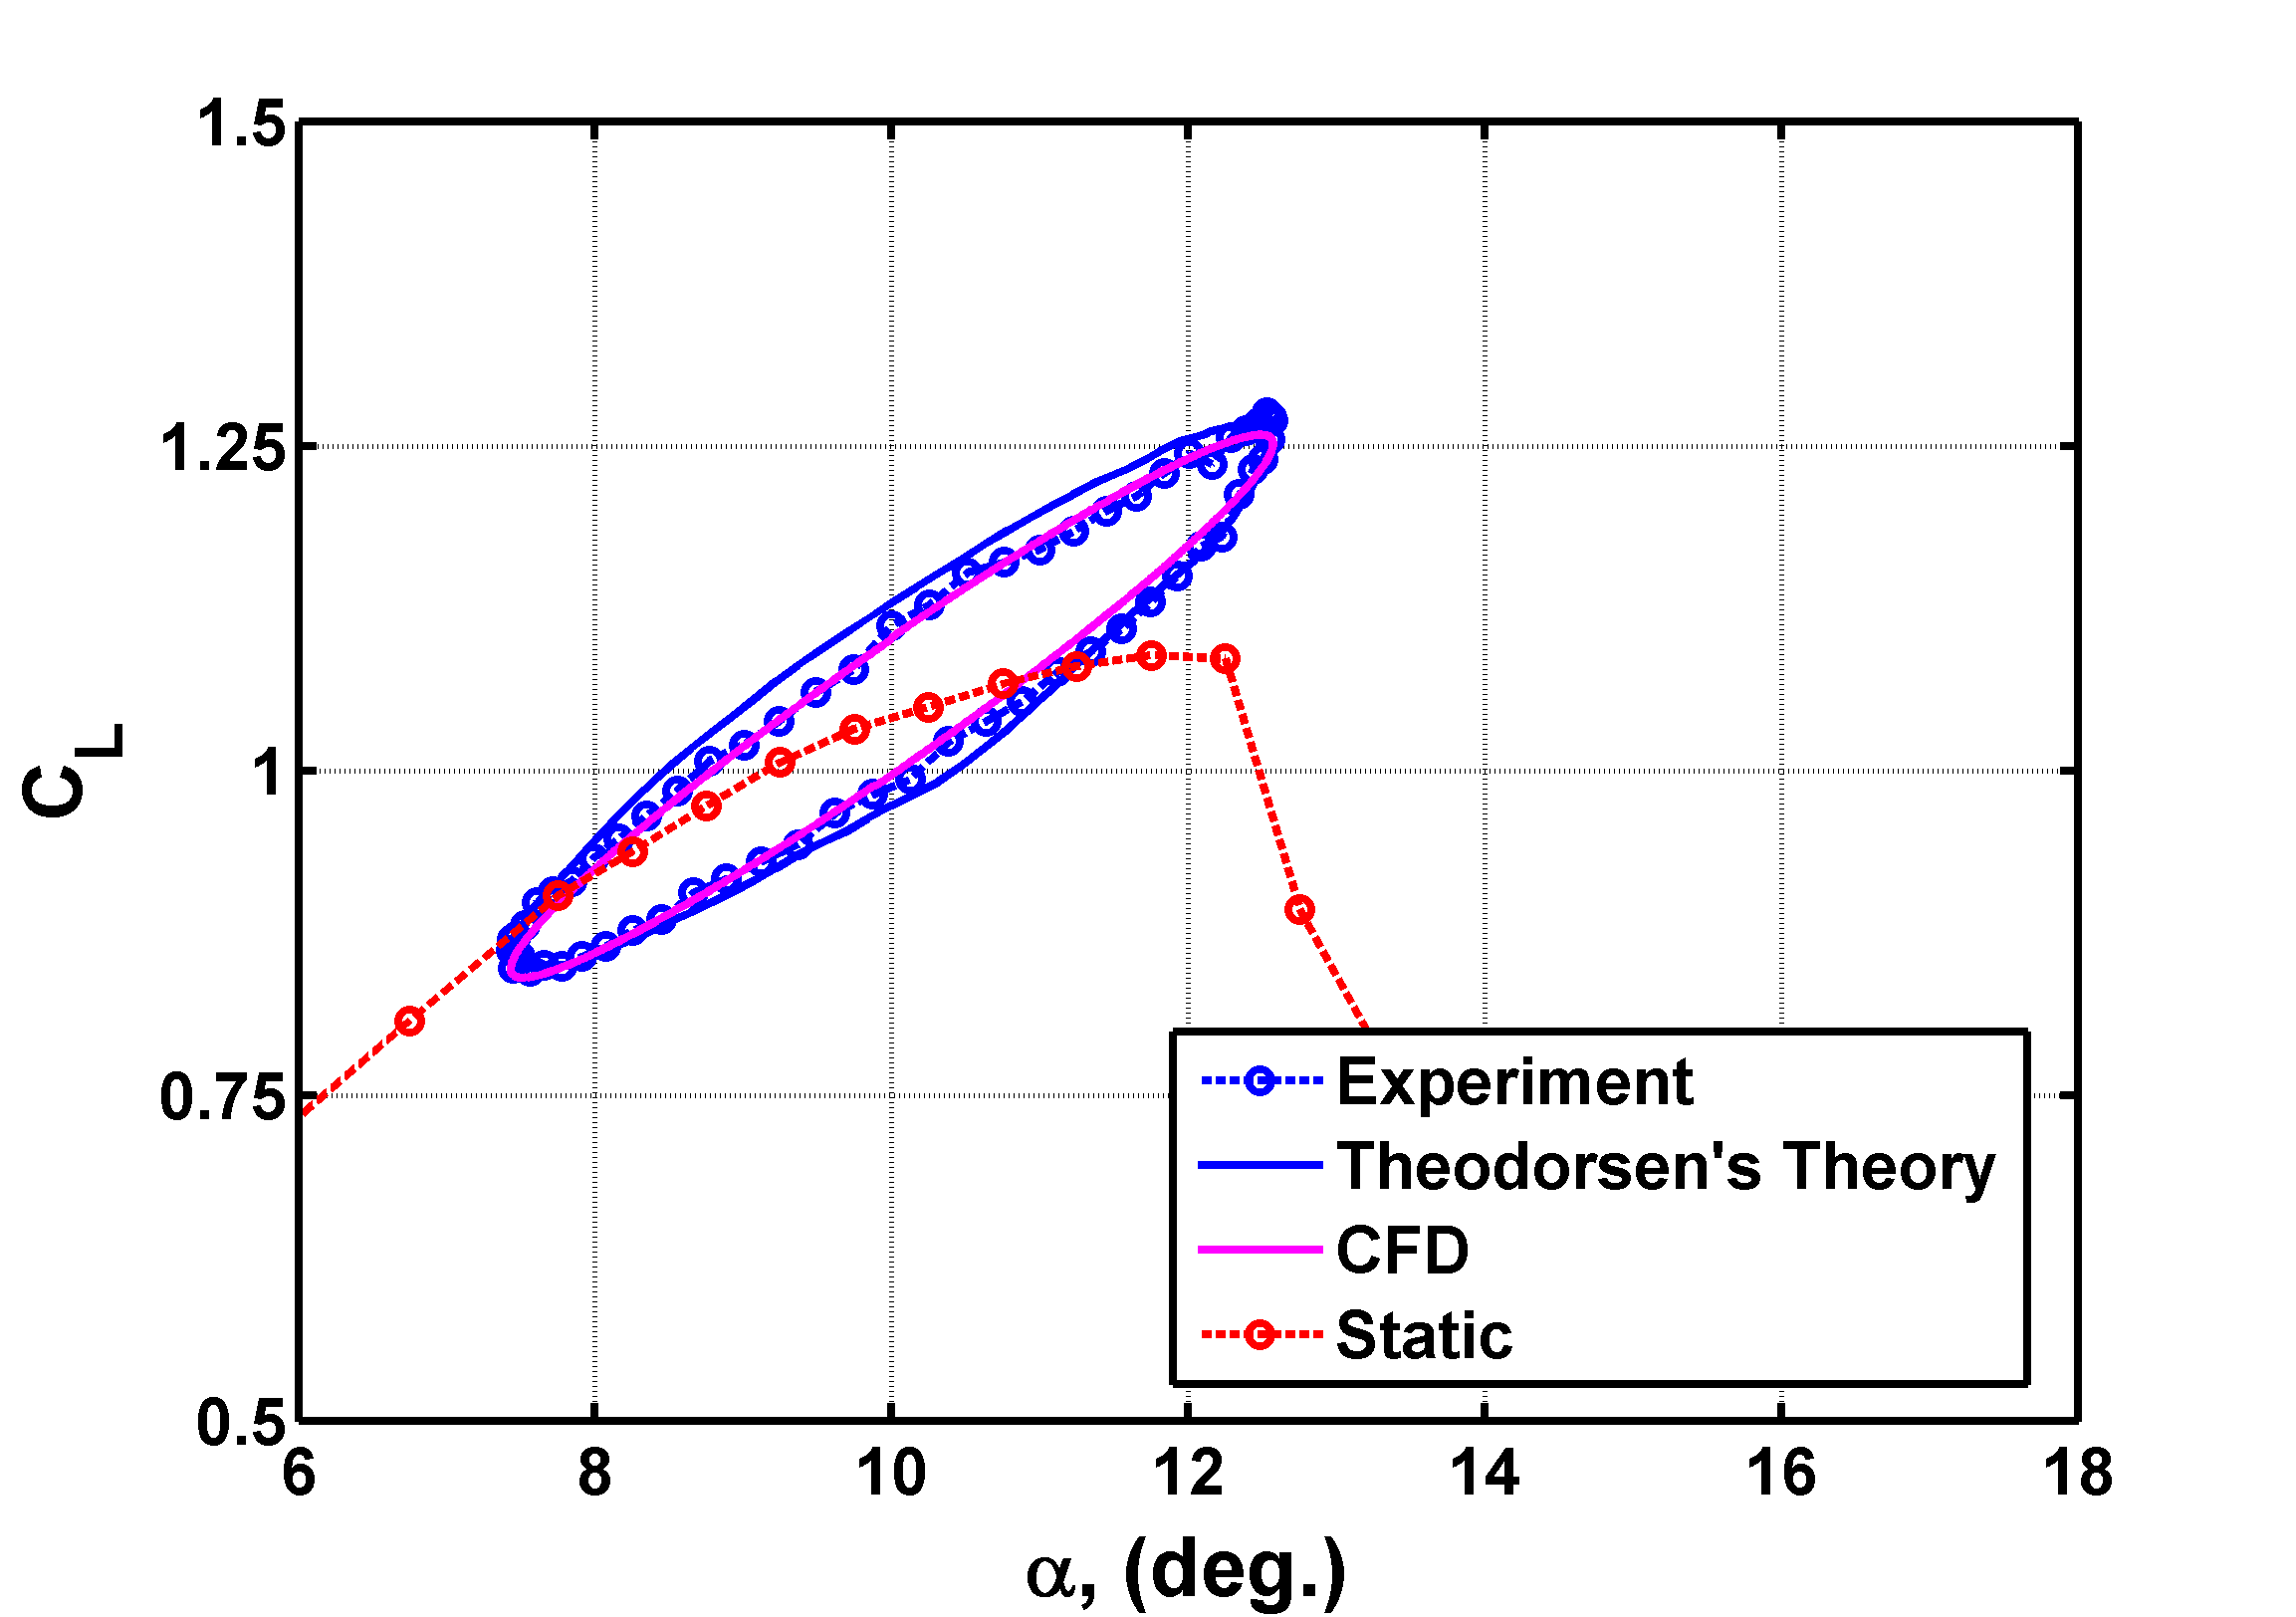 1.5
1.25
1
0.75
0.5
C_L
6 8 10 12 14 16 18
α, (deg.)
Experiment
Theodorsen's Theory
CFD
Static